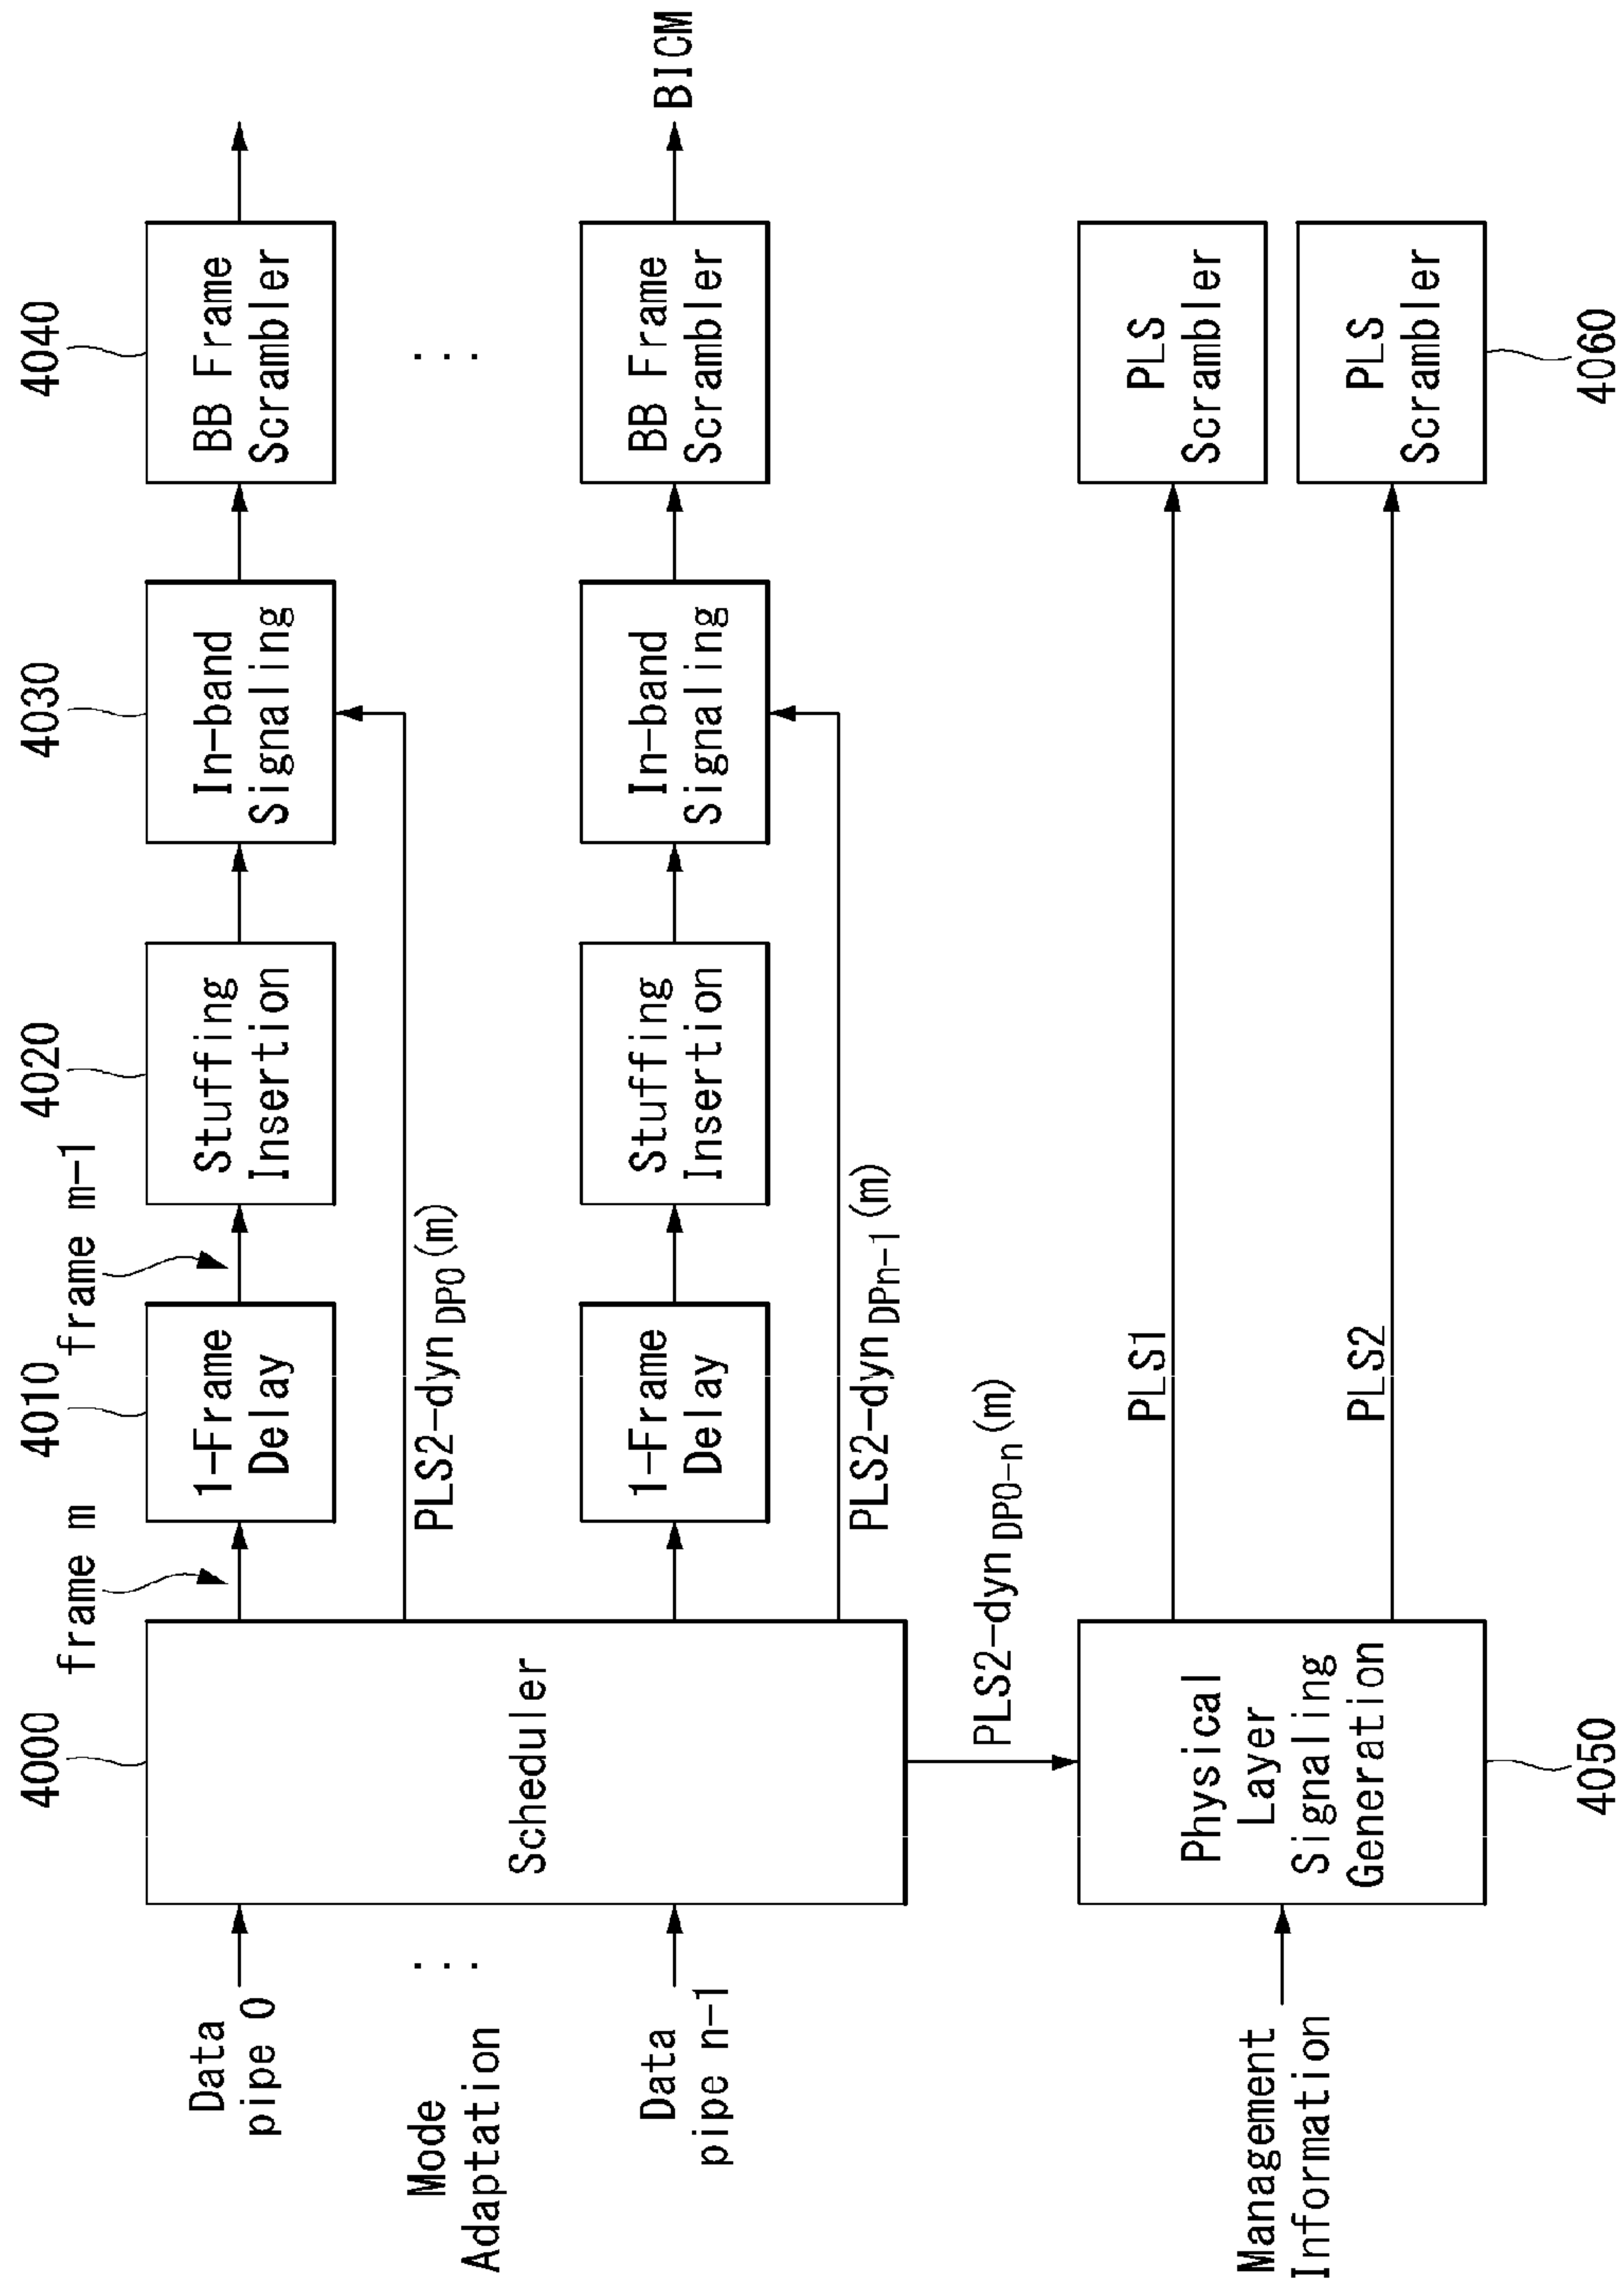 4000
frame m
4010
frame m-1
4020
4030
4040
Data
pipe 0
Mode
Adaptation
...
Data
pipe n-1
Scheduler
1-Frame
Delay
Stuffing
Insertion
In-band
Signaling
BB Frame
Scrambler
PLS2-dyn DP0 (m)
...
1-Frame
Delay
Stuffing
Insertion
In-band
Signaling
BB Frame
Scrambler
BICM
PLS2-dyn DPn-1 (m)
PLS2-dyn DP0-n (m)
Management
Information
Physical
Layer
Signaling
Generation
PLS1
PLS
Scrambler
PLS2
PLS
Scrambler
4050
4060